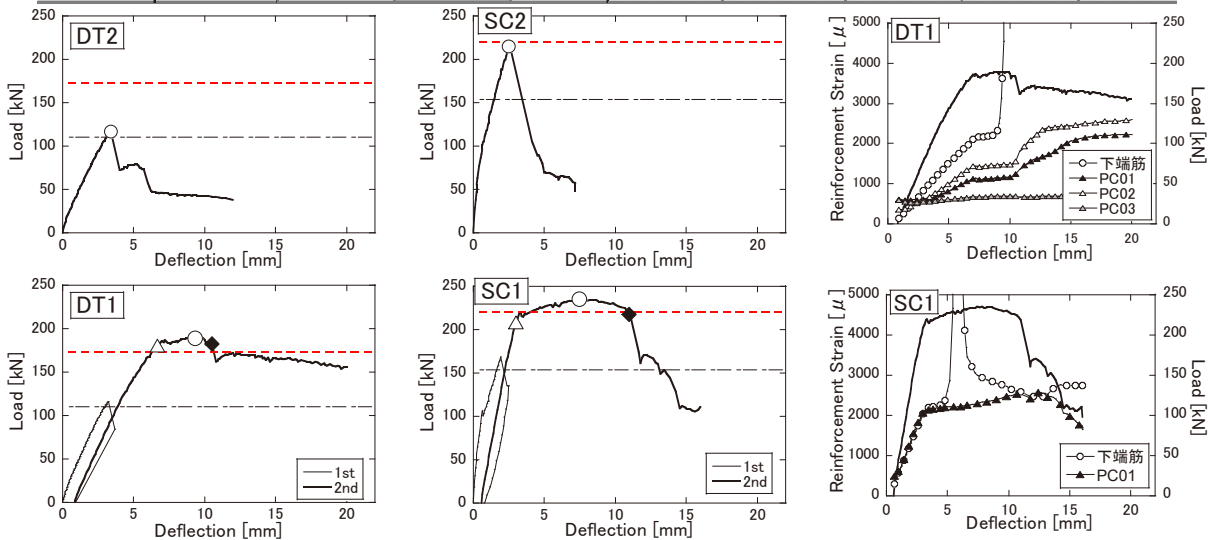 DT2
Load [kN]
250
200
150
100
50
0
0 5 10 15 20
Deflection [mm]
SC2
Load [kN]
250
200
150
100
50
0
0 5 10 15 20
Deflection [mm]
DT1
Reinforcement Strain [μ]
5000
4000
3000
2000
1000
0
0 5 10 15 20
Deflection [mm]
250
200
150
100
50
0
Load [kN]
下端筋
PC01
PC02
PC03
DT1
Load [kN]
250
200
150
100
50
0
0 5 10 15 20
Deflection [mm]
1st
2nd
SC1
Load [kN]
250
200
150
100
50
0
0 5 10 15 20
Deflection [mm]
1st
2nd
SC1
Reinforcement Strain [μ]
5000
4000
3000
2000
1000
0
0 5 10 15 20
Deflection [mm]
250
200
150
100
50
0
Load [kN]
下端筋
PC01